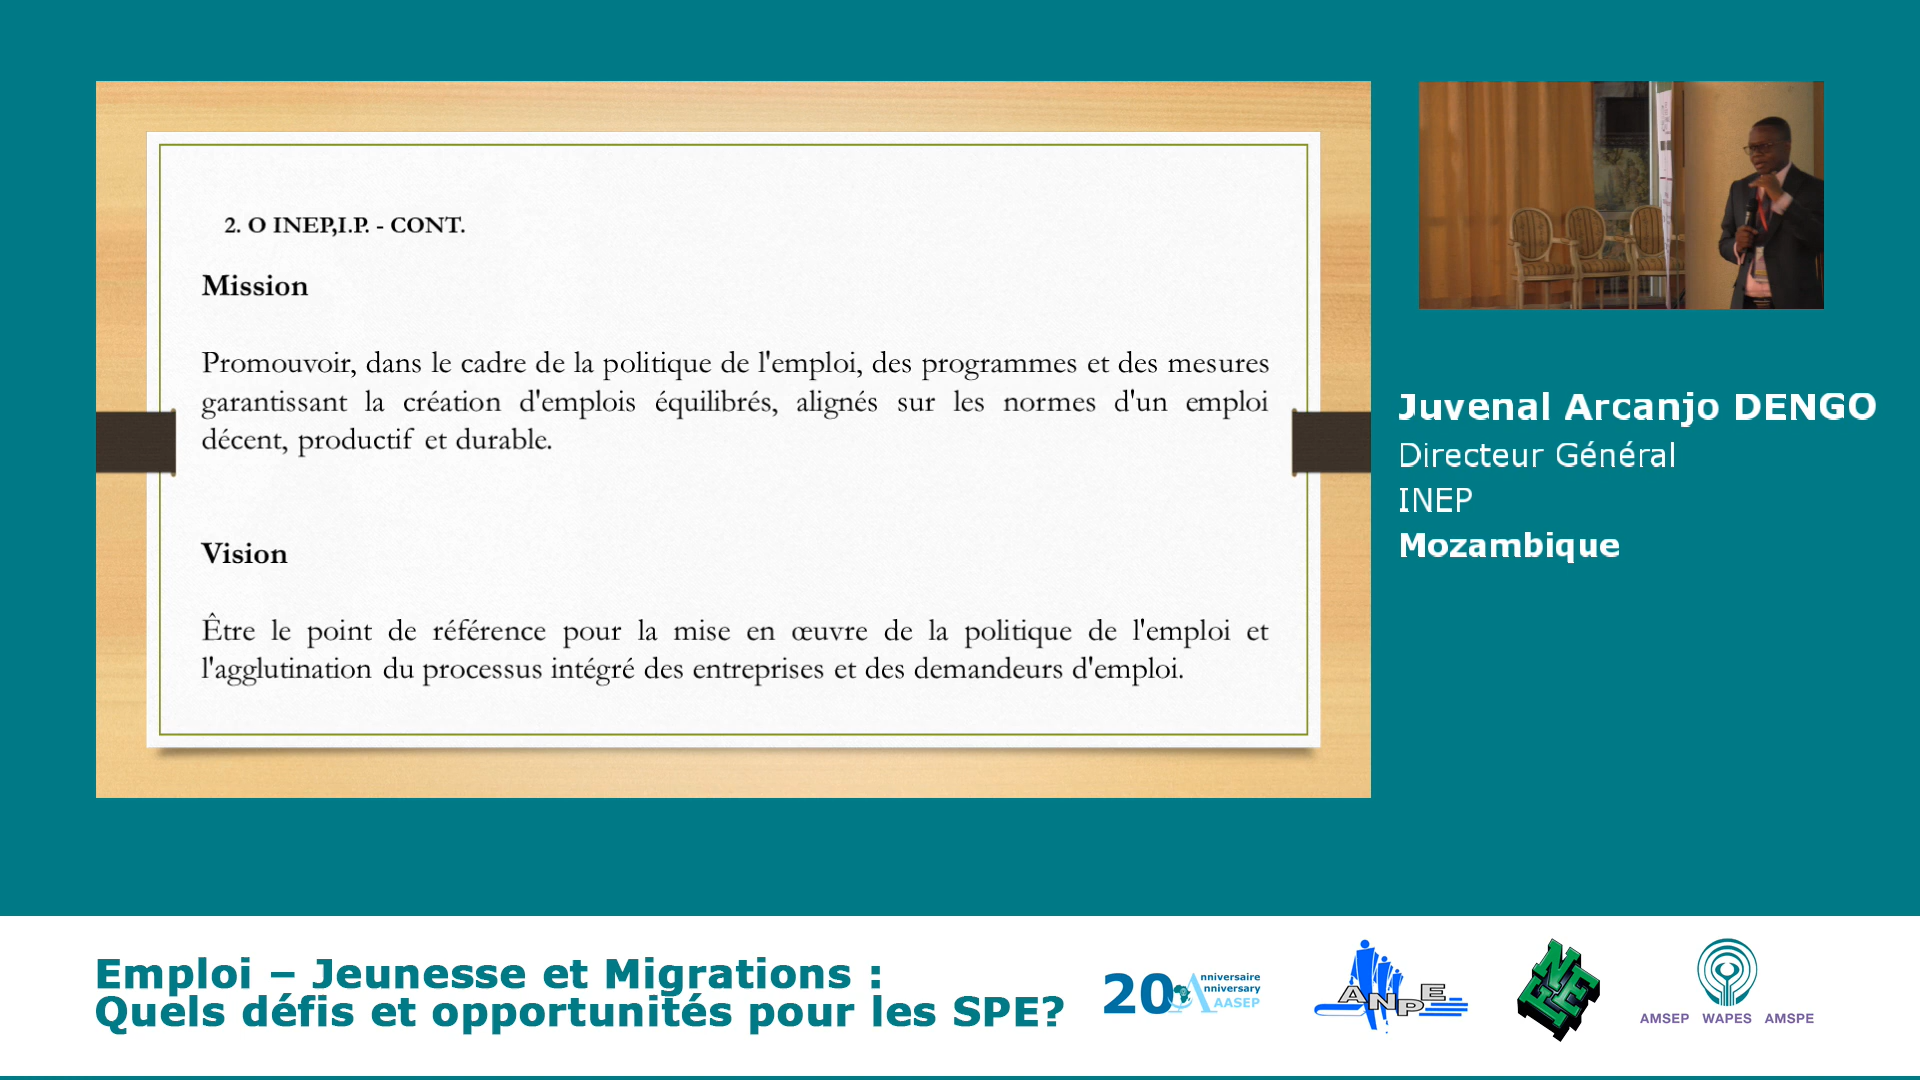 2. O INEP,I.P. - CONT.
Mission
Promouvoir, dans le cadre de la politique de l'emploi, des programmes et des mesures
garantissant la création d'emplois équilibrés, alignés sur les normes d'un emploi
décent, productif et durable.
Vision
Être le point de référence pour la mise en œuvre de la politique de l'emploi et
l'agglutination du processus intégré des entreprises et des demandeurs d'emploi.
Juvenal Arcanjo DENGO
Directeur Général
INEP
Mozambique
Emploi – Jeunesse et Migrations :
Quels défis et opportunités pour les SPE?
20 Anniversaire
Anniversary
AASEP
ANPE
NEF
AMSEP WAPES AMSPE